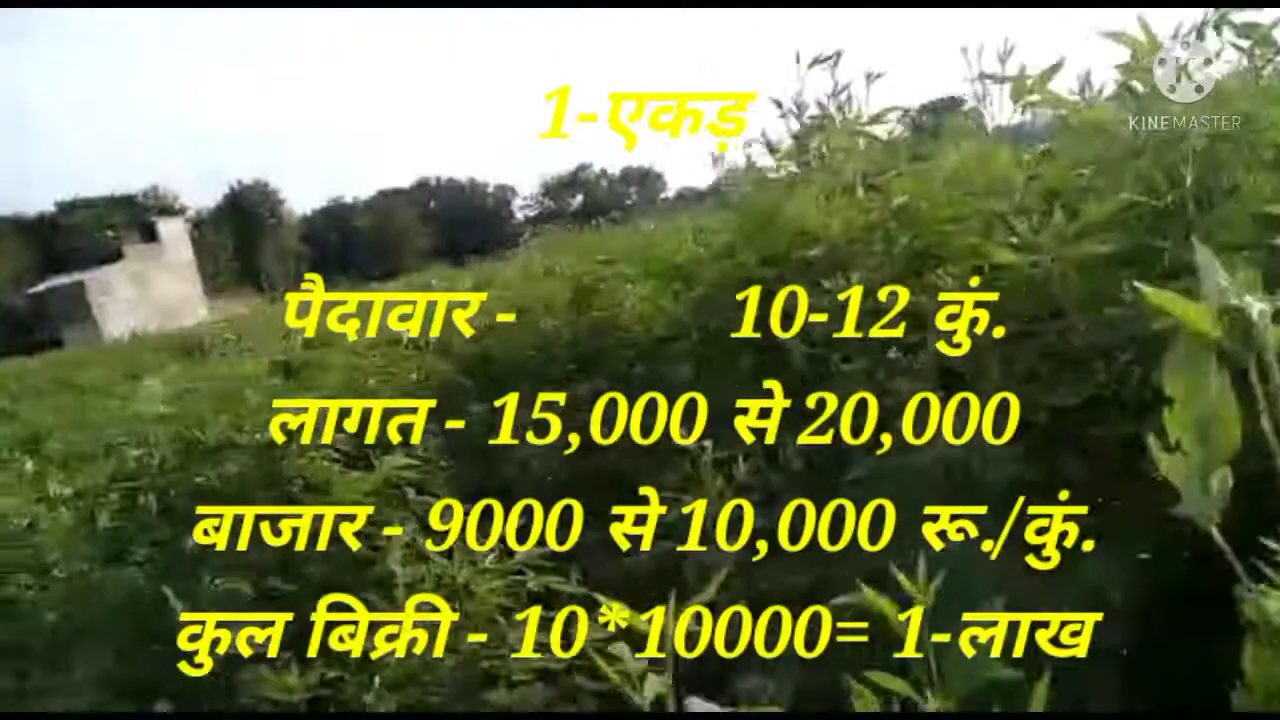 1-एकड़
KINEMASTER
पैदावार - 10-12 कुं.
लागत - 15,000 से 20,000
बाजार - 9000 से 10,000 रू./कुं.
कुल बिक्री - 10*10000= 1-लाख